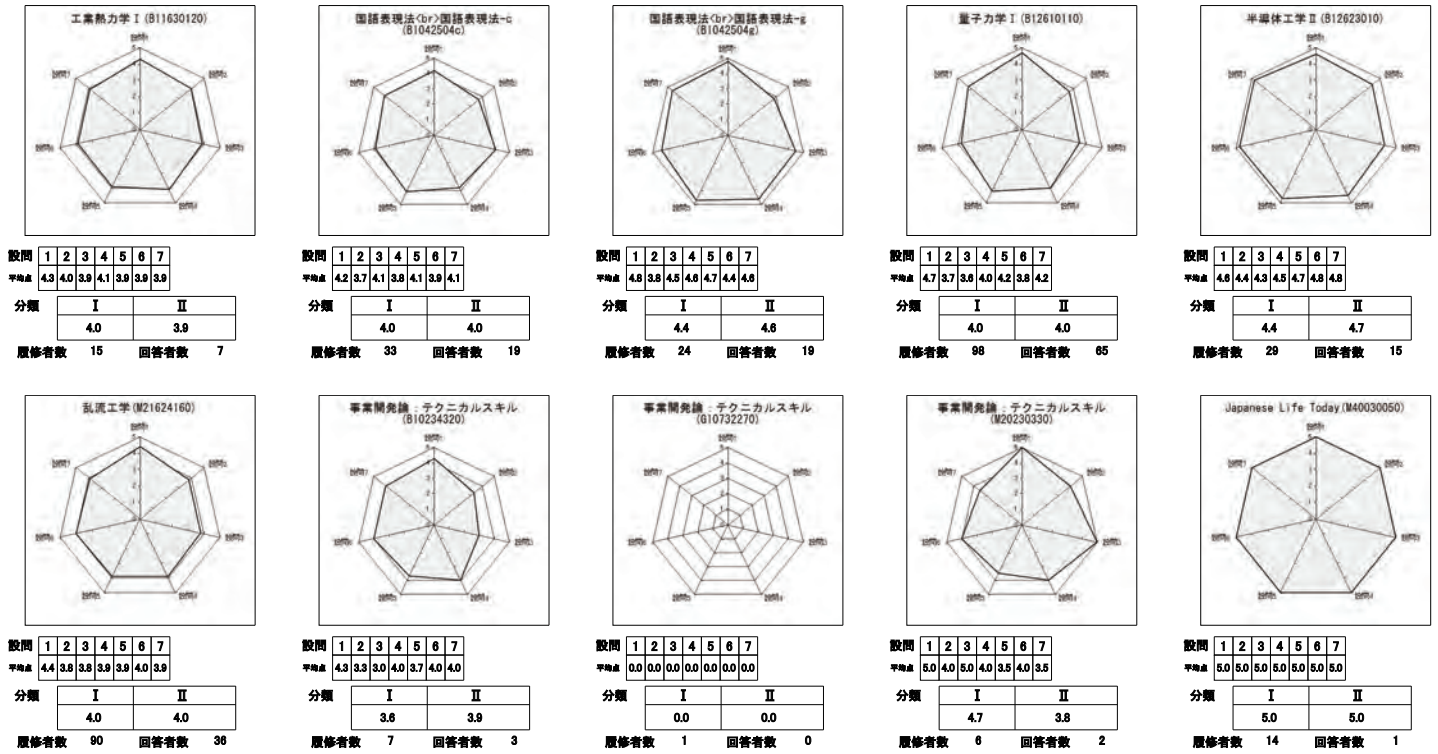 工業熱力学Ⅰ(B11630120)
5
4
3
2
1
設問 1 2 3 4 5 6 7
平均点 4.3 4.0 3.9 4.1 3.9 3.9 3.9
分類 Ⅰ Ⅱ
4.0 3.9
履修者数 15 回答者数 7
国語表現法<br>国語表現法-c
(B1042504c)
設問 1 2 3 4 5 6 7
平均点 4.2 3.7 4.1 3.8 4.1 3.9 4.1
分類 Ⅰ Ⅱ
4.0 4.0
履修者数 33 回答者数 19
国語表現法<br>国語表現法-g
(B1042504g)
設問 1 2 3 4 5 6 7
平均点 4.8 3.8 4.5 4.6 4.7 4.4 4.6
分類 Ⅰ Ⅱ
4.4 4.6
履修者数 24 回答者数 19
量子力学Ⅰ(B12610110)
設問 1 2 3 4 5 6 7
平均点 4.7 3.7 3.6 4.0 4.2 3.8 4.2
分類 Ⅰ Ⅱ
4.0 4.0
履修者数 98 回答者数 65
半導体工学Ⅱ(B12623010)
設問 1 2 3 4 5 6 7
平均点 4.6 4.4 4.3 4.5 4.7 4.8 4.8
分類 Ⅰ Ⅱ
4.4 4.7
履修者数 29 回答者数 15
乱流工学(M21624160)
設問 1 2 3 4 5 6 7
平均点 4.4 3.8 3.8 3.9 3.9 4.0 3.9
分類 Ⅰ Ⅱ
4.0 4.0
履修者数 90 回答者数 36
事業開発論：テクニカルスキル
(B10234320)
設問 1 2 3 4 5 6 7
平均点 4.3 3.3 3.0 4.0 3.7 4.0 4.0
分類 Ⅰ Ⅱ
3.6 3.9
履修者数 7 回答者数 3
事業開発論：テクニカルスキル
(G10732270)
設問 1 2 3 4 5 6 7
平均点 0.0 0.0 0.0 0.0 0.0 0.0 0.0
分類 Ⅰ Ⅱ
0.0 0.0
履修者数 1 回答者数 0
事業開発論：テクニカルスキル
(M20230330)
設問 1 2 3 4 5 6 7
平均点 5.0 4.0 5.0 4.0 3.5 4.0 3.5
分類 Ⅰ Ⅱ
4.7 3.8
履修者数 6 回答者数 2
Japanese Life Today(M40030050)
設問 1 2 3 4 5 6 7
平均点 5.0 5.0 5.0 5.0 5.0 5.0 5.0
分類 Ⅰ Ⅱ
5.0 5.0
履修者数 14 回答者数 1